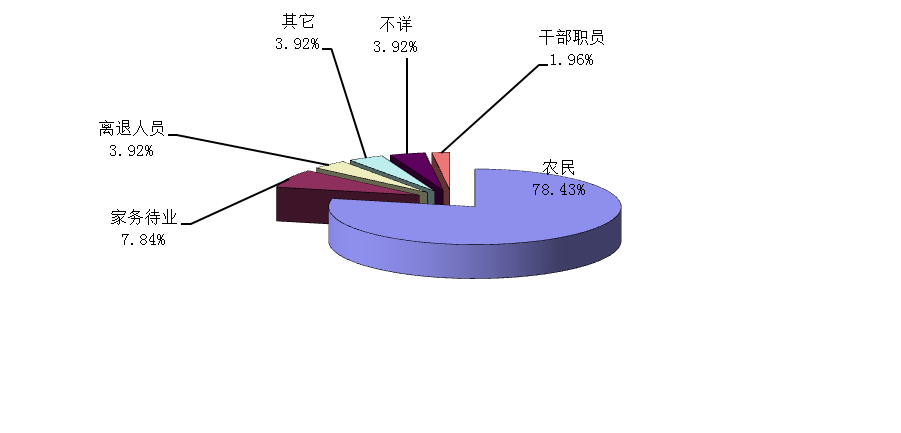 其它
3.92%
不详
3.92%
干部职员
1.96%
离退人员
3.92%
农民
78.43%
家务待业
7.84%